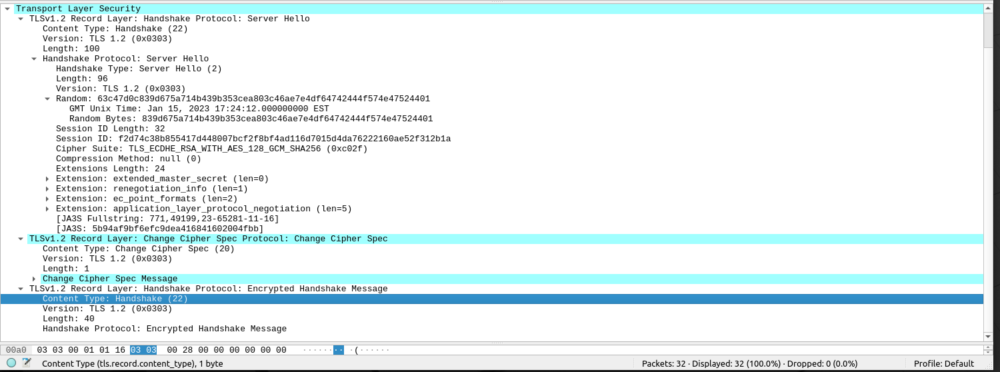 Transport Layer Security
TLSv1.2 Record Layer: Handshake Protocol: Server Hello
Content Type: Handshake (22)
Version: TLS 1.2 (0x0303)
Length: 100
Handshake Protocol: Server Hello
Handshake Type: Server Hello (2)
Length: 96
Version: TLS 1.2 (0x0303)
Random: 63c47d0c839d675a714b439b353cea803c46ae7e4df64742444f574e47524401
GMT Unix Time: Jan 15, 2023 17:24:12.000000000 EST
Random Bytes: 839d675a714b439b353cea803c46ae7e4df64742444f574e47524401
Session ID Length: 32
Session ID: f2d74c38b855417d448007bcf2f8bf4ad116d7015d4da76222160ae52f312b1a
Cipher Suite: TLS_ECDHE_RSA_WITH_AES_128_GCM_SHA256 (0xc02f)
Compression Method: null (0)
Extensions Length: 24
Extension: extended_master_secret (len=0)
Extension: renegotiation_info (len=1)
Extension: ec_point_formats (len=2)
Extension: application_layer_protocol_negotiation (len=5)
[JA3S Fullstring: 771,49199,23-65281-11-16]
[JA3S: 5b94af9bf6efc9dea416841602004fbb]
TLSv1.2 Record Layer: Change Cipher Spec Protocol: Change Cipher Spec
Content Type: Change Cipher Spec (20)
Version: TLS 1.2 (0x0303)
Length: 1
Change Cipher Spec Message
TLSv1.2 Record Layer: Handshake Protocol: Encrypted Handshake Message
Content Type: Handshake (22)
Version: TLS 1.2 (0x0303)
Length: 40
Handshake Protocol: Encrypted Handshake Message
00a0 03 03 00 01 01 16 03 03 00 28 00 00 00 00 00 00 ········ ·(······
Content Type (tls.record.content_type), 1 byte Packets: 32 · Displayed: 32 (100.0%) · Dropped: 0 (0.0%) Profile: Default